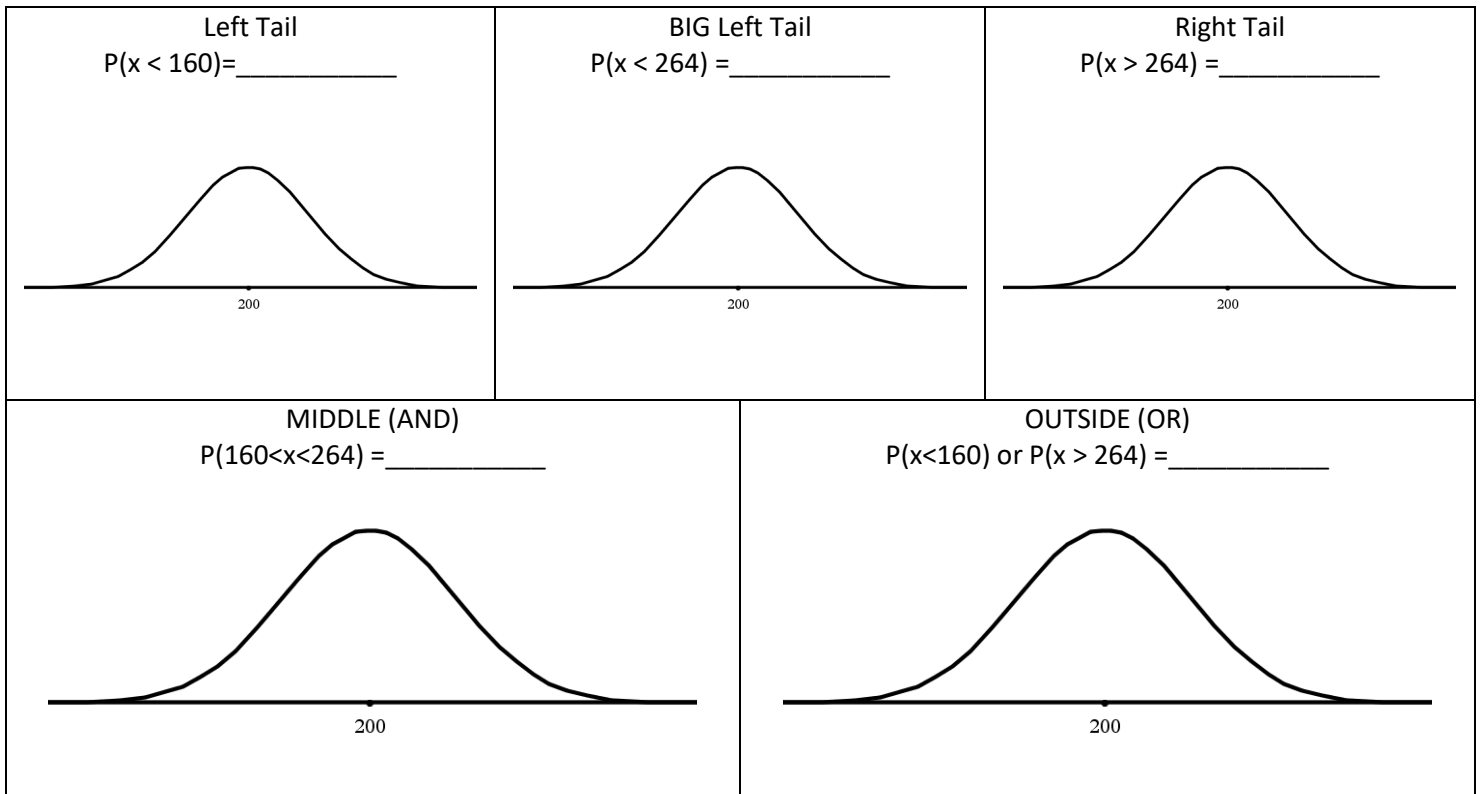 Left Tail
P(x < 160)=___________
200
BIG Left Tail
P(x < 264) =___________
200
Right Tail
P(x > 264) =___________
200
MIDDLE (AND)
P(160<x<264) =___________
200
OUTSIDE (OR)
P(x<160) or P(x > 264) =___________
200